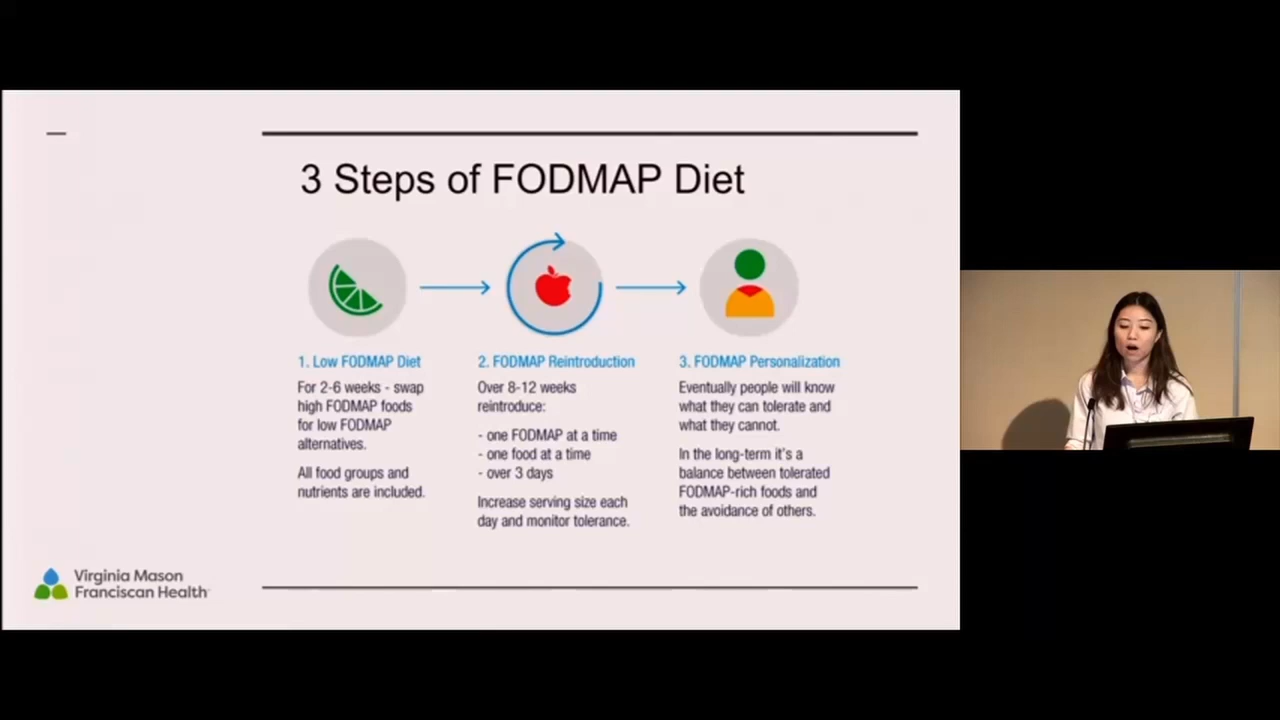 3 Steps of FODMAP Diet
1. Low FODMAP Diet
For 2-6 weeks - swap
high FODMAP foods
for low FODMAP
alternatives.
All food groups and
nutrients are included.
2. FODMAP Reintroduction
Over 8-12 weeks
reintroduce:
- one FODMAP at a time
- one food at a time
- over 3 days
Increase serving size each
day and monitor tolerance.
3. FODMAP Personalization
Eventually people will know
what they can tolerate and
what they cannot.
In the long-term it's a
balance between tolerated
FODMAP-rich foods and
the avoidance of others.
Virginia Mason
Franciscan Health